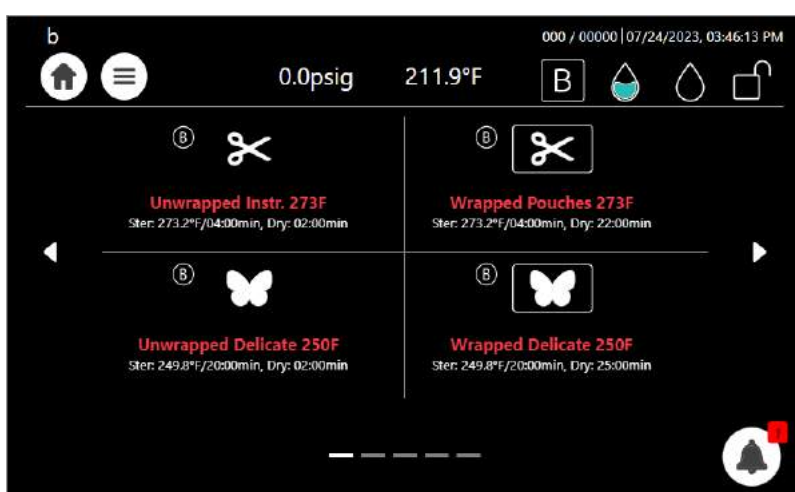 b
000 / 00000 | 07/24/2023, 03:46:13 PM
0.0psig 211.9°F B
B
Unwrapped Instr. 273F
Ster: 273.2°F/04:00min, Dry: 02:00min
B
Wrapped Pouches 273F
Ster: 273.2°F/04:00min, Dry: 22:00min
B
Unwrapped Delicate 250F
Ster: 249.8°F/20:00min, Dry: 02:00min
B
Wrapped Delicate 250F
Ster: 249.8°F/20:00min, Dry: 25:00min